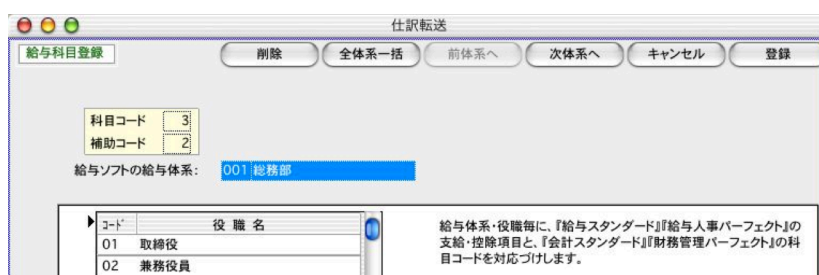 仕訳転送
給与科目登録 削除 全体系一括 前体系へ 次体系へ キャンセル 登録
科目コード 3
補助コード 2
給与ソフトの給与体系: 001 総務部
コード 役 職 名
01 取締役
02 兼務役員
給与体系・役職毎に、『給与スタンダード』『給与人事パーフェクト』の
支給・控除項目と、『会計スタンダード』『財務管理パーフェクト』の科
目コードを対応づけします。